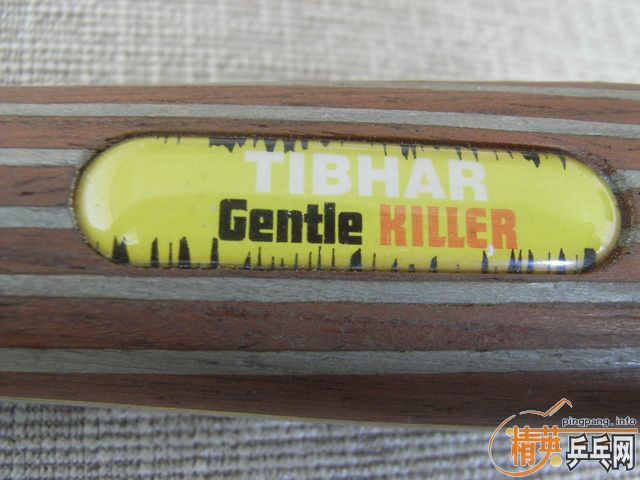 TIBHAR
Gentle KILLER
pingpang.info
精英乒乓网